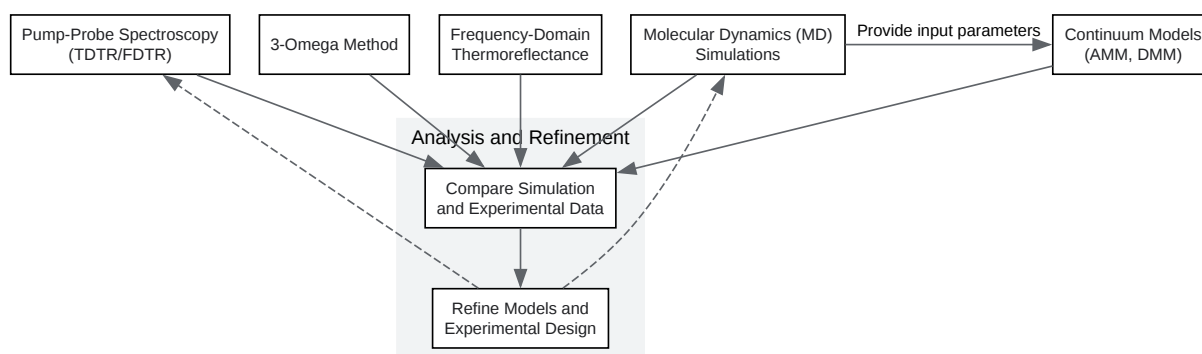 Pump-Probe Spectroscopy
(TDTR/FDTR)
3-Omega Method
Frequency-Domain
Thermoreflectance
Molecular Dynamics (MD)
Simulations
Provide input parameters
Continuum Models
(AMM, DMM)
Analysis and Refinement
Compare Simulation
and Experimental Data
Refine Models and
Experimental Design